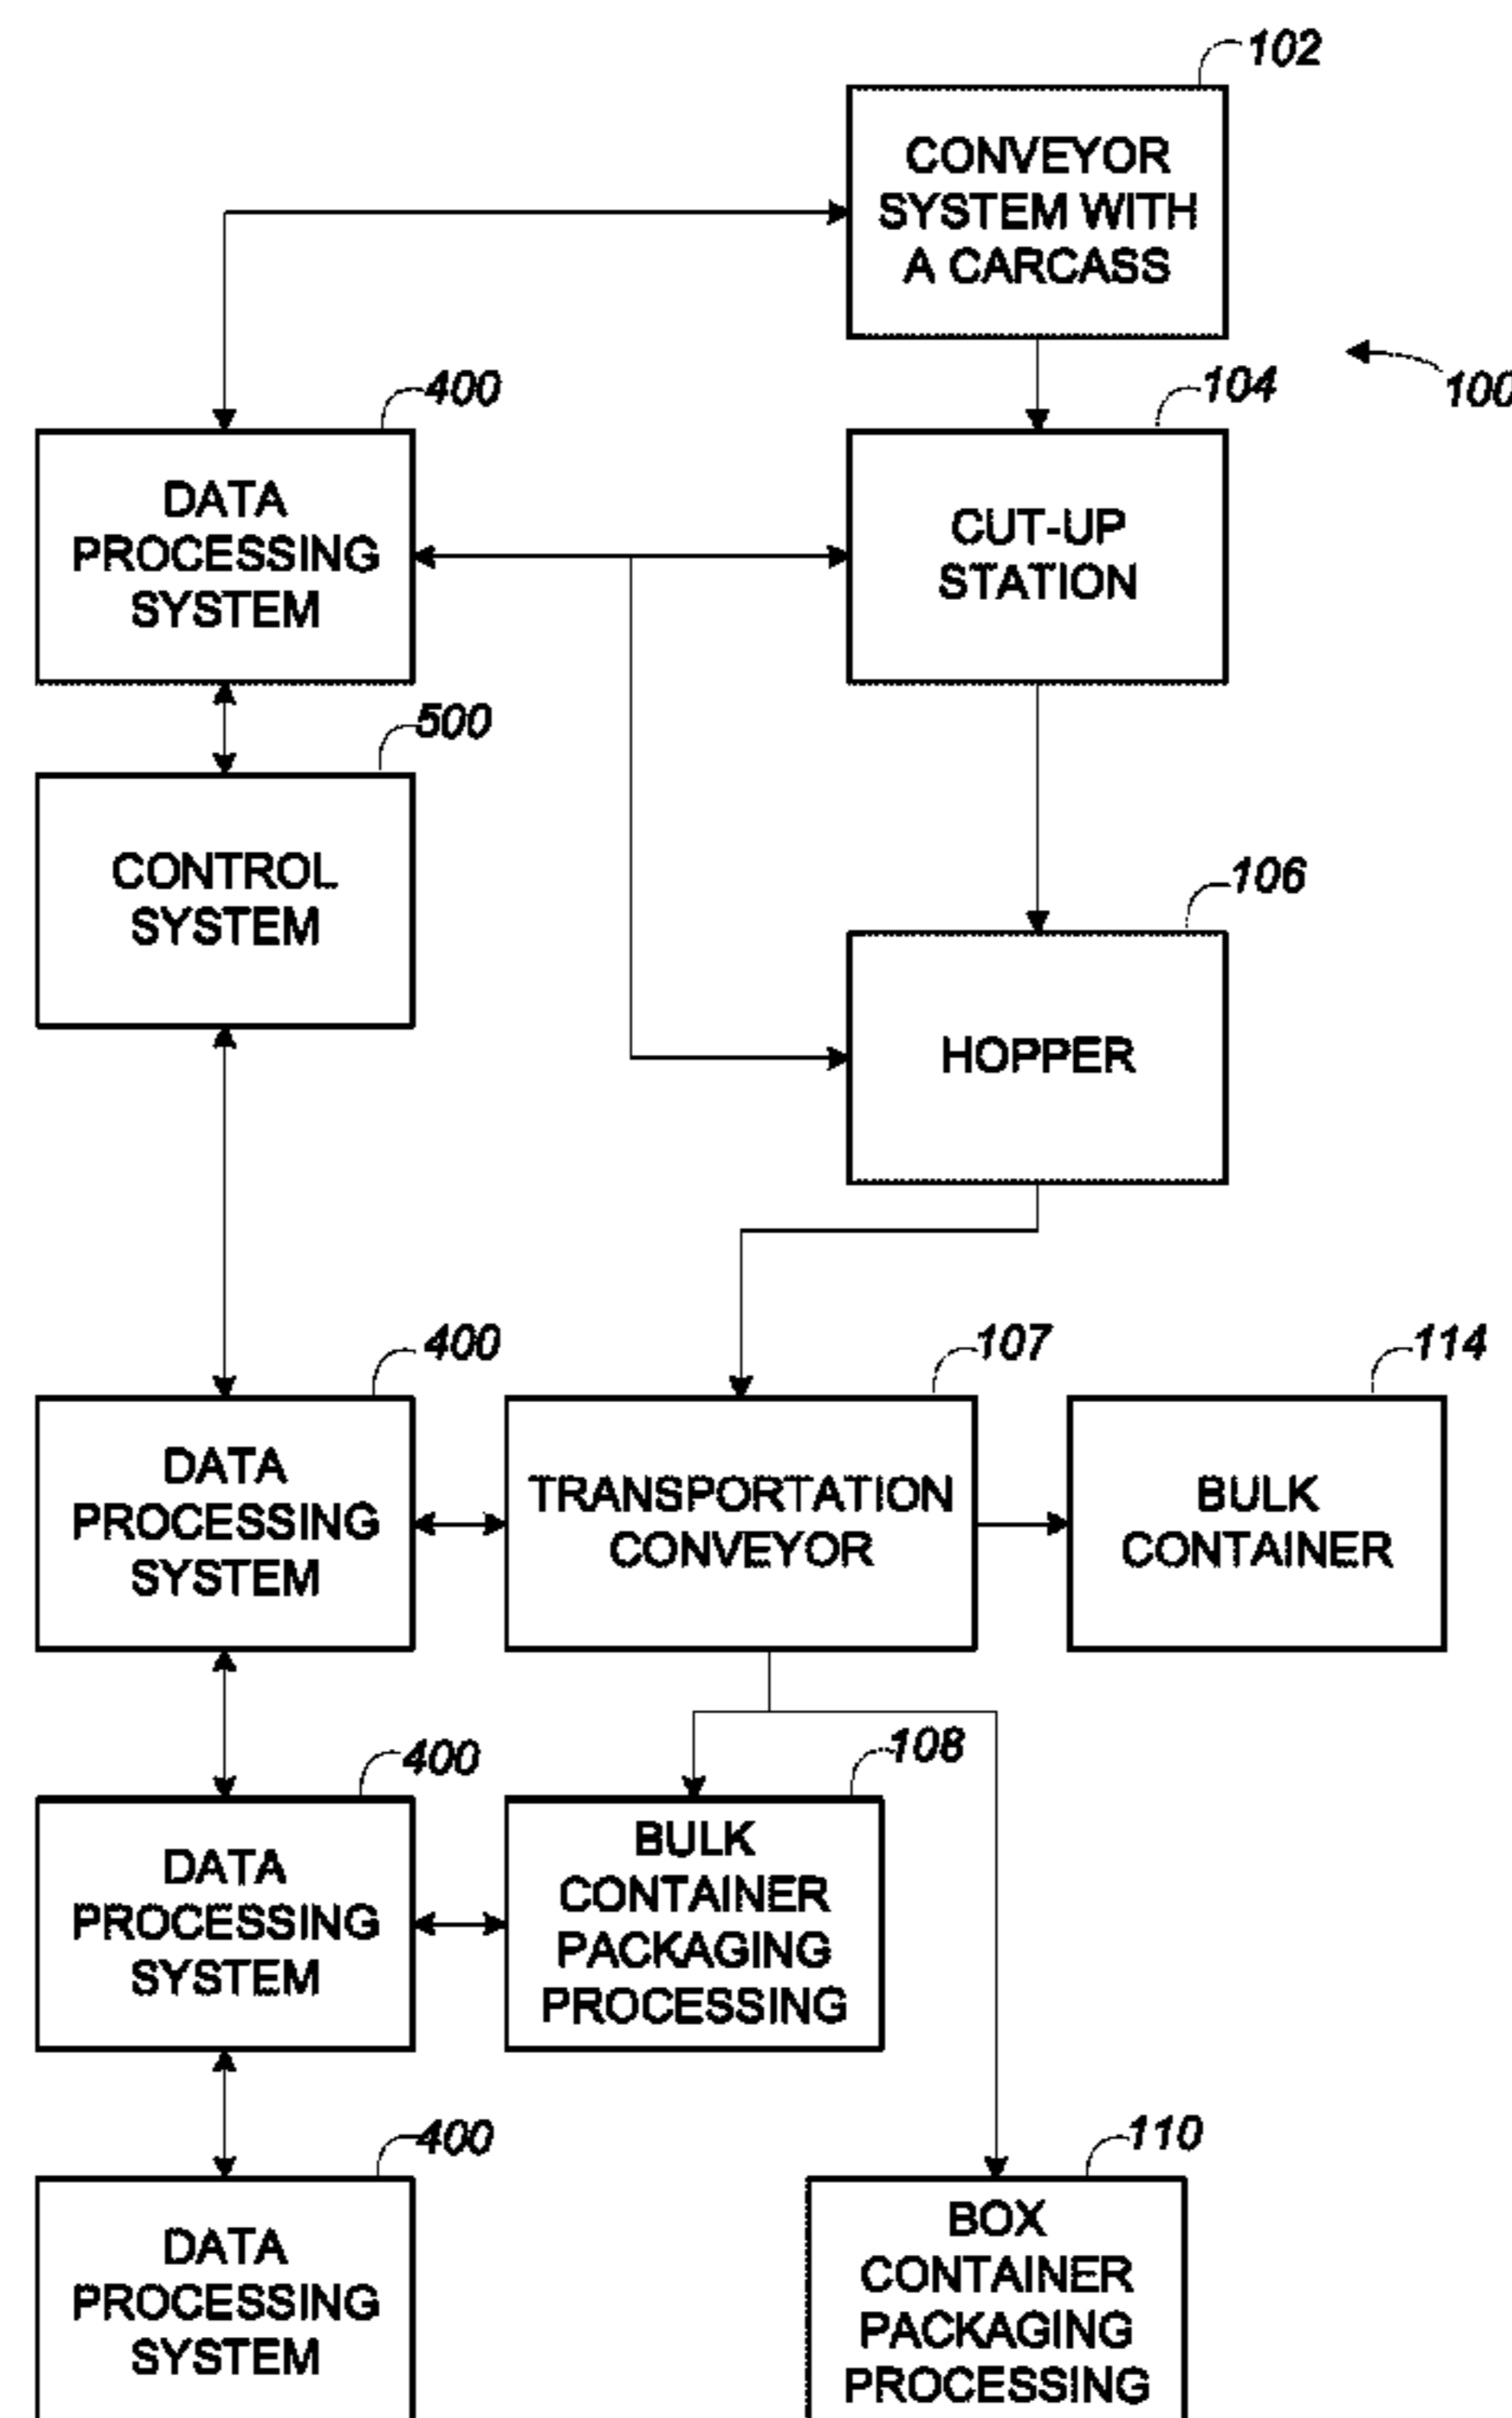 102
CONVEYOR
SYSTEM WITH
A CARCASS
100
400
DATA
PROCESSING
SYSTEM
104
CUT-UP
STATION
500
CONTROL
SYSTEM
106
HOPPER
400
DATA
PROCESSING
SYSTEM
107
TRANSPORTATION
CONVEYOR
114
BULK
CONTAINER
400
DATA
PROCESSING
SYSTEM
108
BULK
CONTAINER
PACKAGING
PROCESSING
400
DATA
PROCESSING
SYSTEM
110
BOX
CONTAINER
PACKAGING
PROCESSING